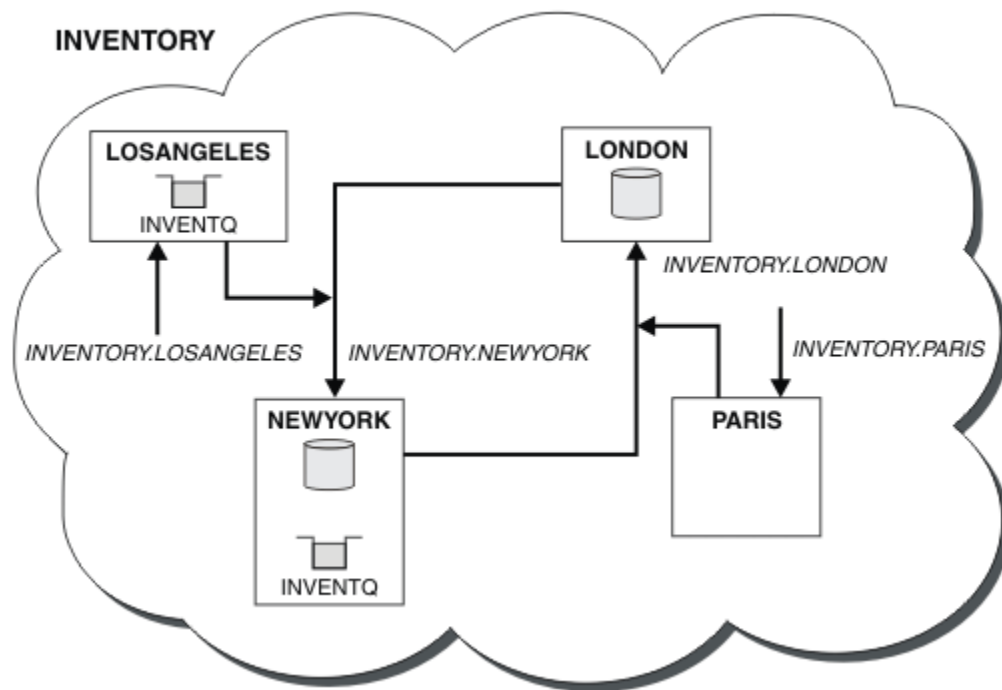 INVENTORY
LOSANGELES
INVENTQ
LONDON
INVENTORY.LONDON
INVENTORY.LOSANGELES
INVENTORY.NEWYORK
INVENTORY.PARIS
NEWYORK
INVENTQ
PARIS